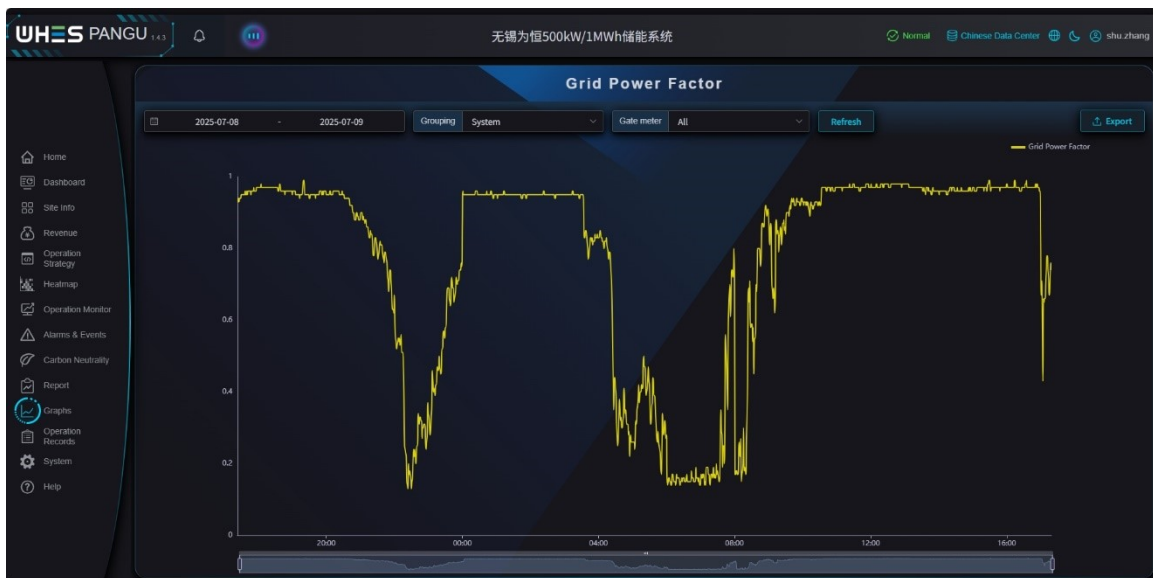 WHES PANGU 1.4.3
无锡为恒500kW/1MWh储能系统
Normal
Chinese Data Center
shu.zhang
Grid Power Factor
2025-07-08 - 2025-07-09
Grouping System
Gate meter All
Refresh
Export
Home
Dashboard
Site Info
Revenue
Operation
Strategy
Heatmap
Operation Monitor
Alarms & Events
Carbon Neutrality
Report
Graphs
Operation
Records
System
Help
Grid Power Factor
1
0.8
0.6
0.4
0.2
0
20:00 00:00 04:00 08:00 12:00 16:00